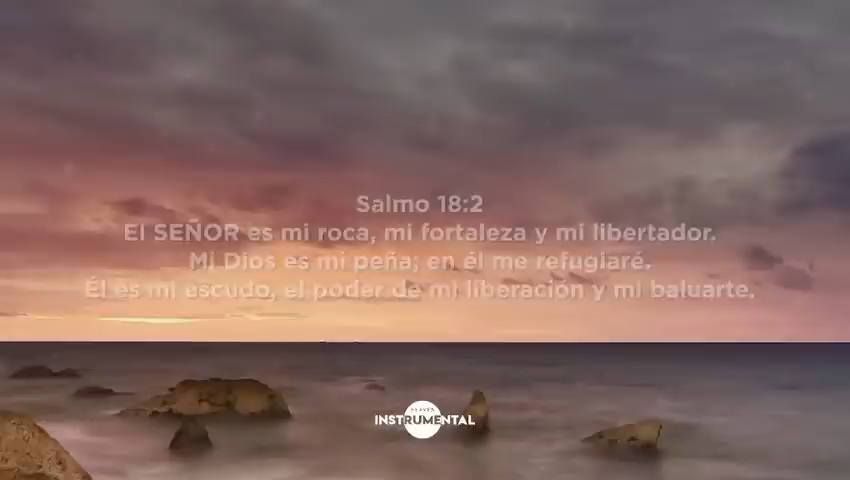 Salmo 18:2
El SEÑOR es mi roca, mi fortaleza y mi libertador.
Mi Dios es mi peña; en él me refugiaré.
Él es mi escudo, el poder de mi liberación y mi baluarte.
HEAVEN
INSTRUMENTAL